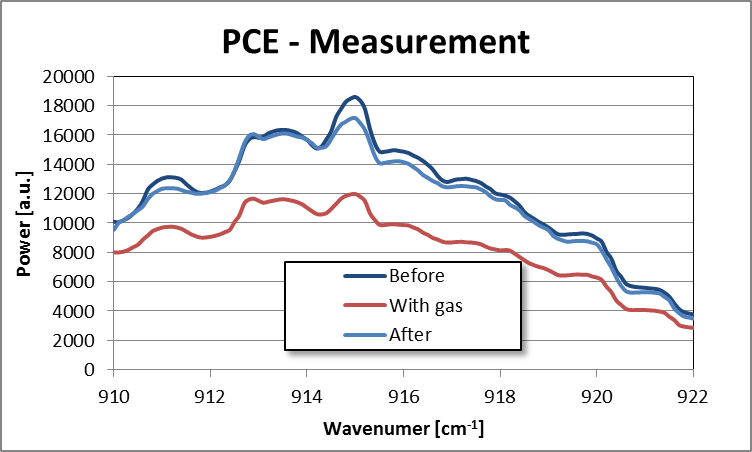 PCE - Measurement
20000
18000
16000
14000
12000
10000
8000
6000
4000
2000
0
Power [a.u.]
Before
With gas
After
910 912 914 916 918 920 922
Wavenumer [cm-1]